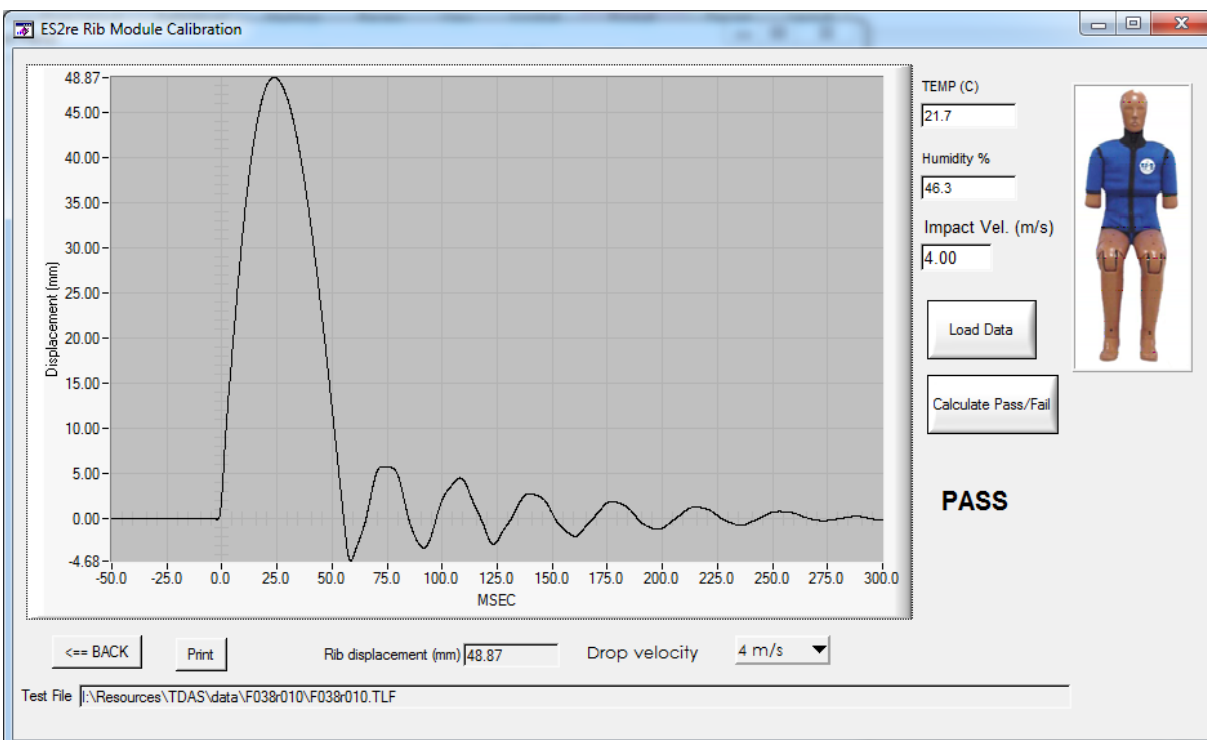 ES2re Rib Module Calibration
48.87
45.00
40.00
35.00
30.00
25.00
20.00
15.00
10.00
5.00
0.00
-4.68
Displacement (mm)
-50.0 -25.0 0.0 25.0 50.0 75.0 100.0 125.0 150.0 175.0 200.0 225.0 250.0 275.0 300.0
MSEC
TEMP (C)
21.7
Humidity %
46.3
Impact Vel. (m/s)
4.00
Load Data
Calculate Pass/Fail
PASS
<== BACK
Print
Rib displacement (mm) 48.87
Drop velocity 4 m/s
Test File I:\Resources\TDAS\data\F038r010\F038r010.TLF